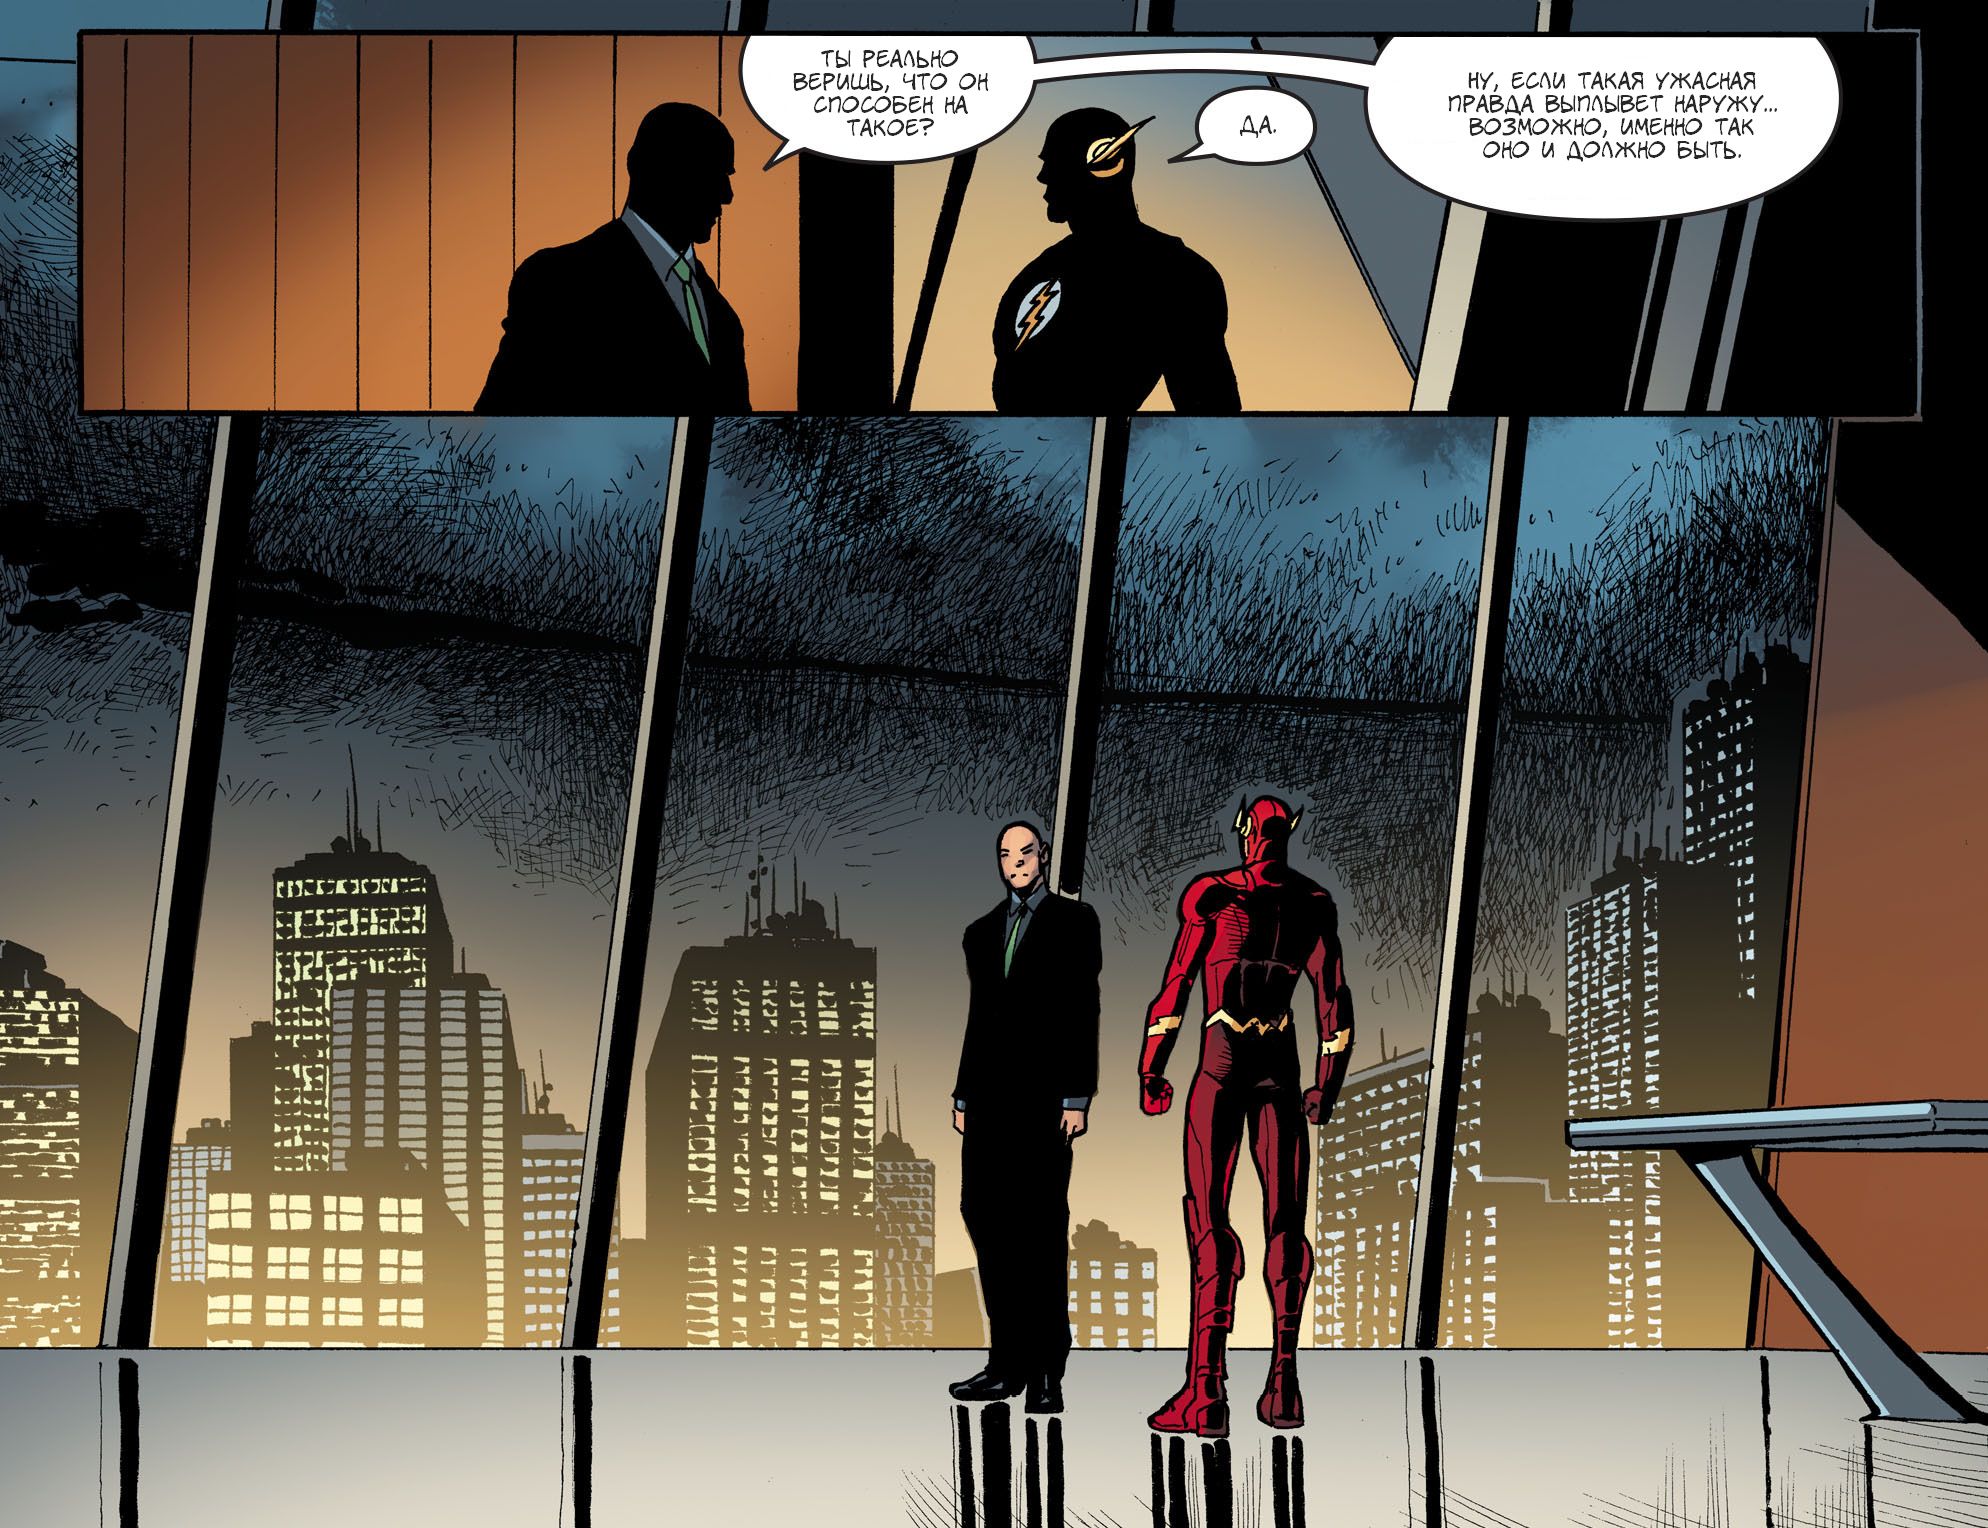 ТЫ РЕАЛЬНО
ВЕРИШЬ, ЧТО ОН
СПОСОБЕН НА
ТАКОЕ?
ДА.
НУ, ЕСЛИ ТАКАЯ УЖАСНАЯ
ПРАВДА ВЫПЛЫВЕТ НАРУЖУ...
ВОЗМОЖНО, ИМЕННО ТАК
ОНО И ДОЛЖНО БЫТЬ.